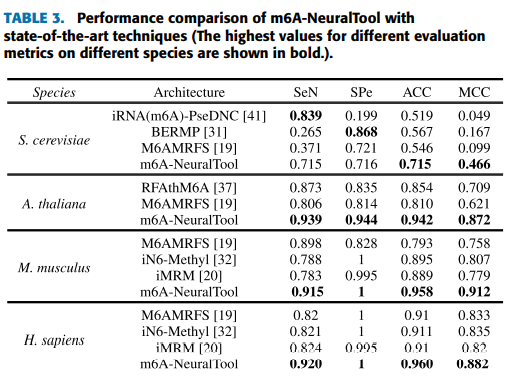 TABLE 3. Performance comparison of m6A-NeuralTool with
state-of-the-art techniques (The highest values for different evaluation
metrics on different species are shown in bold.).
Species Architecture SeN SPe ACC MCC
S. cerevisiae
iRNA(m6A)-PseDNC [41] 0.839 0.199 0.519 0.049
BERMP [31] 0.265 0.868 0.567 0.167
M6AMRFS [19] 0.371 0.721 0.546 0.099
m6A-NeuralTool 0.715 0.716 0.715 0.466
A. thaliana
RFAthM6A [37] 0.873 0.835 0.854 0.709
M6AMRFS [19] 0.806 0.814 0.810 0.621
m6A-NeuralTool 0.939 0.944 0.942 0.872
M. musculus
M6AMRFS [19] 0.898 0.828 0.793 0.758
iN6-Methyl [32] 0.788 1 0.895 0.807
iMRM [20] 0.783 0.995 0.889 0.779
m6A-NeuralTool 0.915 1 0.958 0.912
H. sapiens
M6AMRFS [19] 0.82 1 0.91 0.833
iN6-Methyl [32] 0.821 1 0.911 0.835
iMRM [20] 0.824 0.995 0.91 0.82
m6A-NeuralTool 0.920 1 0.960 0.882